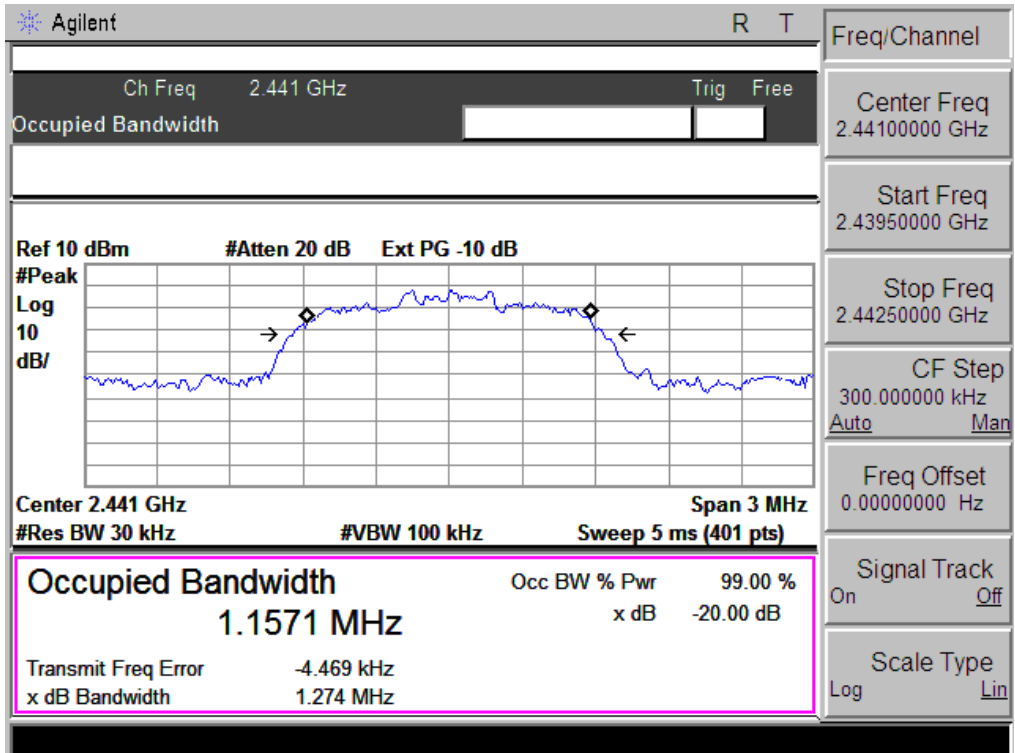 Agilent R T
Ch Freq 2.441 GHz Trig Free
Occupied Bandwidth
Ref 10 dBm #Atten 20 dB Ext PG -10 dB
#Peak
Log
10
dB/
Center 2.441 GHz Span 3 MHz
#Res BW 30 kHz #VBW 100 kHz Sweep 5 ms (401 pts)
Occupied Bandwidth Occ BW % Pwr 99.00 %
1.1571 MHz x dB -20.00 dB
Transmit Freq Error -4.469 kHz
x dB Bandwidth 1.274 MHz
Freq/Channel
Center Freq
2.44100000 GHz
Start Freq
2.43950000 GHz
Stop Freq
2.44250000 GHz
CF Step
300.000000 kHz
Auto Man
Freq Offset
0.00000000 Hz
Signal Track
On Off
Scale Type
Log Lin